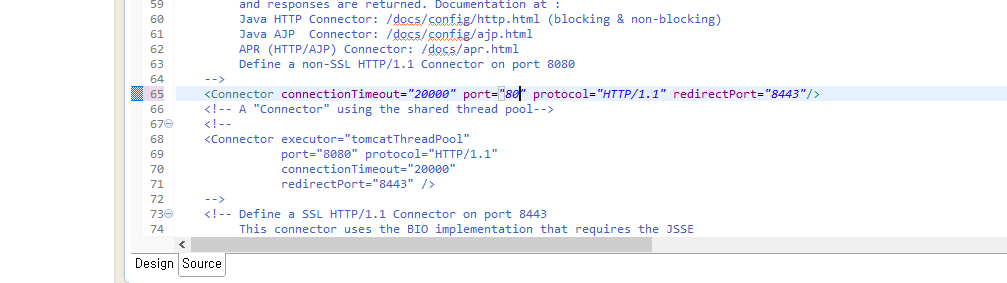 59 and responses are returned. Documentation at :
60 Java HTTP Connector: /docs/config/http.html (blocking & non-blocking)
61 Java AJP  Connector: /docs/config/ajp.html
62 APR (HTTP/AJP) Connector: /docs/apr.html
63 Define a non-SSL HTTP/1.1 Connector on port 8080
64 -->
65 <Connector connectionTimeout="20000" port="80" protocol="HTTP/1.1" redirectPort="8443"/>
66 <!-- A "Connector" using the shared thread pool-->
67 <!--
68 <Connector executor="tomcatThreadPool"
69 port="8080" protocol="HTTP/1.1"
70 connectionTimeout="20000"
71 redirectPort="8443" />
72 -->
73 <!-- Define a SSL HTTP/1.1 Connector on port 8443
74 This connector uses the BIO implementation that requires the JSSE
Design Source